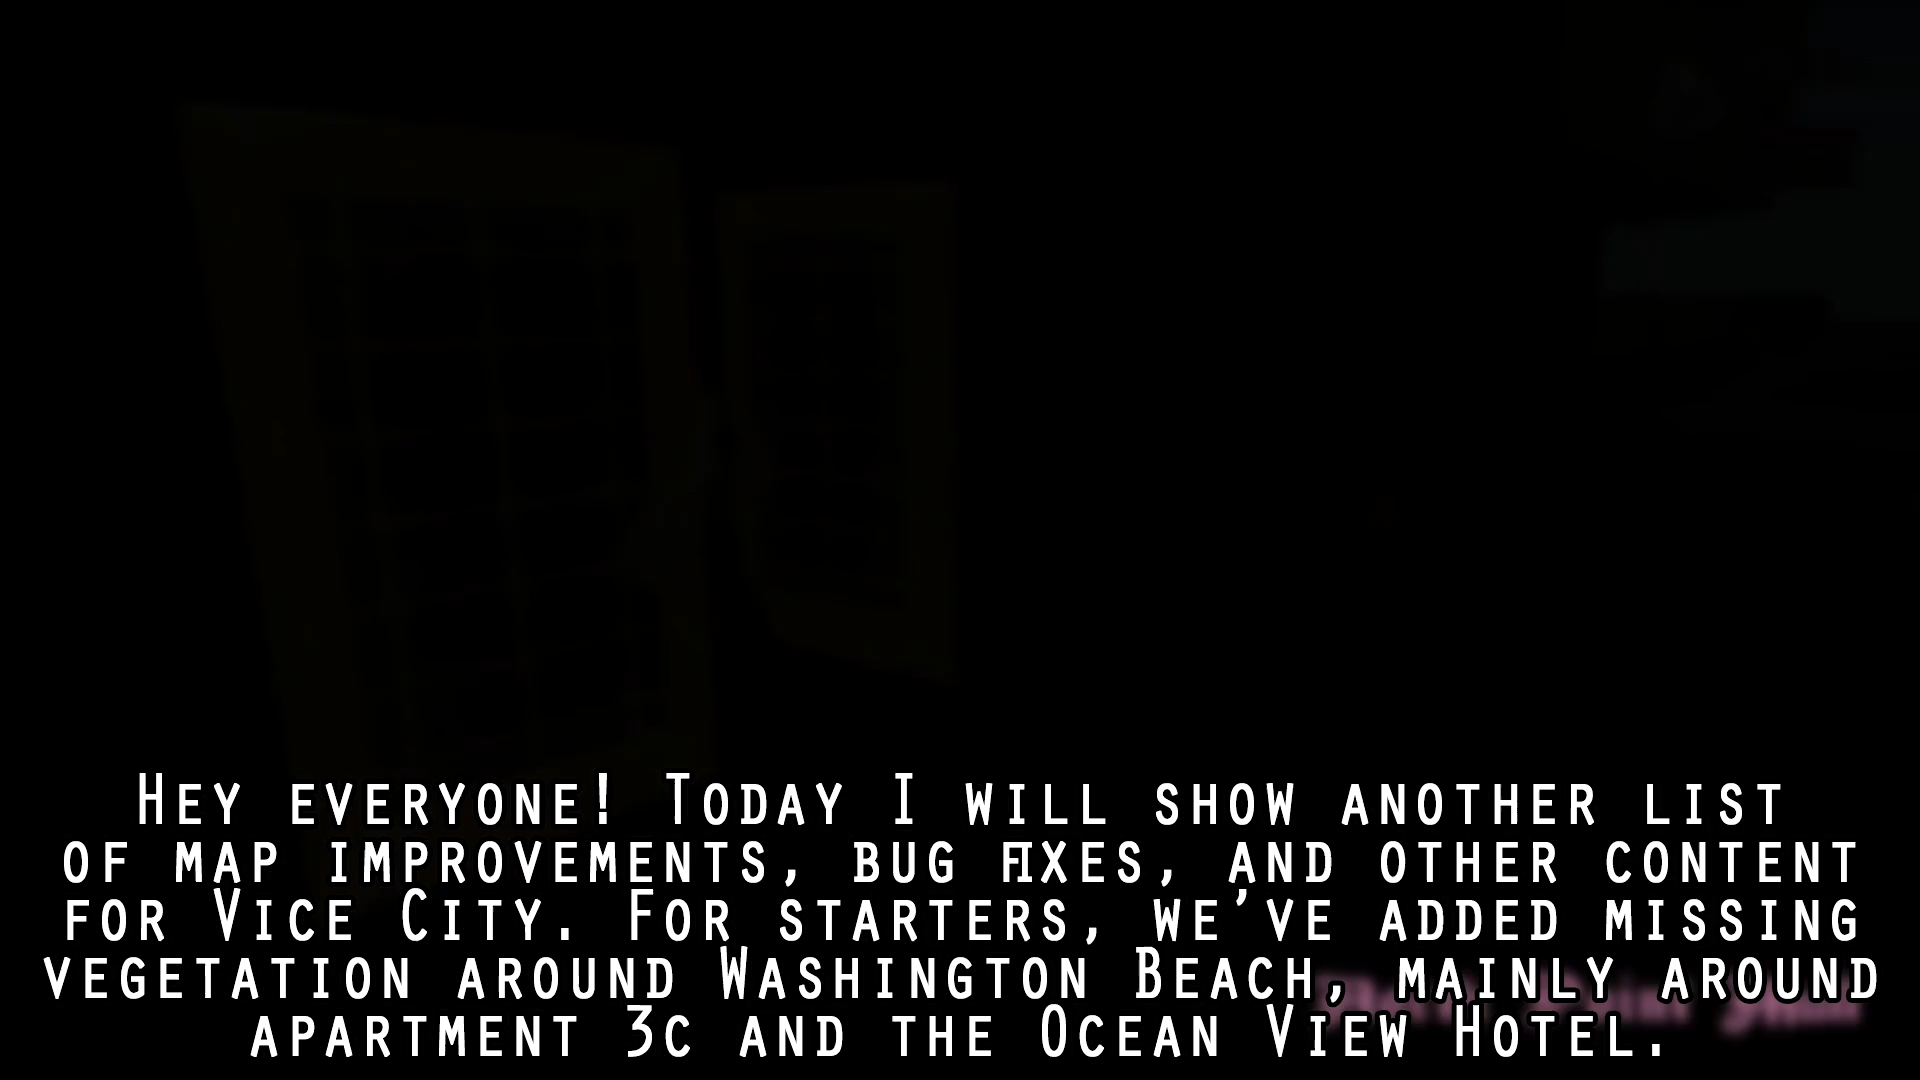 Hey everyone! Today I will show another list
of map improvements, bug fixes, and other content
for Vice City. For starters, we've added missing
vegetation around Washington Beach, mainly around
apartment 3c and the Ocean View Hotel.